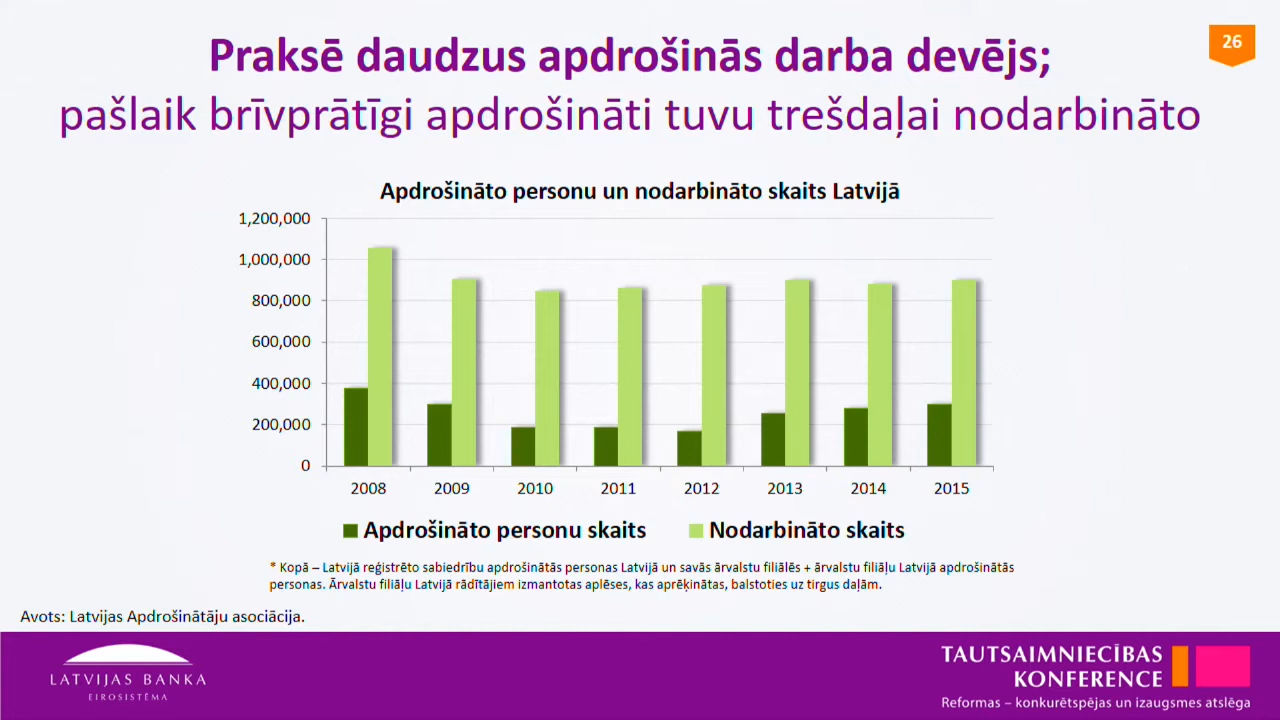 26
Praksē daudzus apdrošinās darba devējs;
pašlaik brīvprātīgi apdrošināti tuvu trešdaļai nodarbināto
Apdrošināto personu un nodarbināto skaits Latvijā
1,200,000
1,000,000
800,000
600,000
400,000
200,000
0
2008 2009 2010 2011 2012 2013 2014 2015
Apdrošināto personu skaits Nodarbināto skaits
* Kopā – Latvijā reģistrēto sabiedrību apdrošinātās personas Latvijā un savās ārvalstu filiālēs + ārvalstu filiāļu Latvijā apdrošinātās
personas. Ārvalstu filiāļu Latvijā rādītājiem izmantotas aplēses, kas aprēķinātas, balstoties uz tirgus daļām.
Avots: Latvijas Apdrošinātāju asociācija.
LATVIJAS BANKA
EIROSISTĒMA
TAUTSAIMNIECĪBAS
KONFERENCE
Reformas – konkurētspējas un izaugsmes atslēga